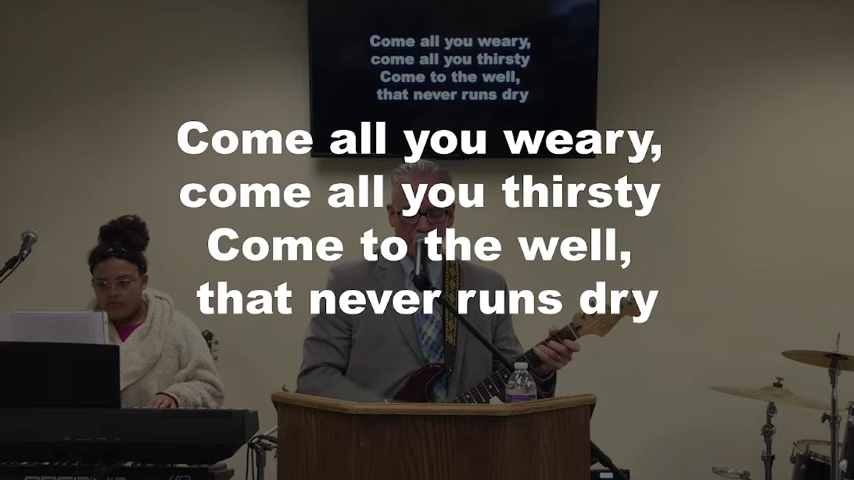 Come all you weary,
come all you thirsty
Come to the well,
that never runs dry
Come all you weary,
come all you thirsty
Come to the well,
that never runs dry